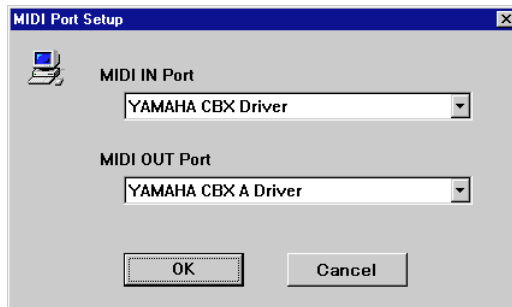 MIDI Port Setup
MIDI IN Port
YAMAHA CBX Driver
MIDI OUT Port
YAMAHA CBX A Driver
OK Cancel